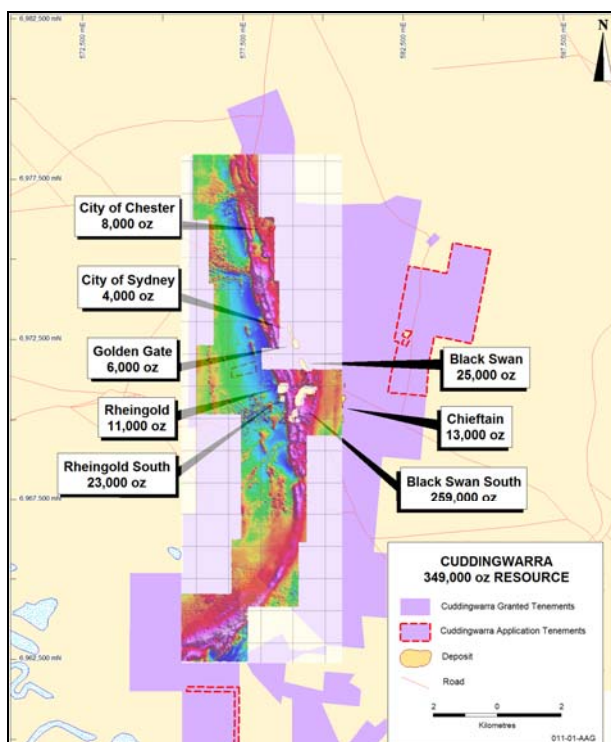 6,982,500 mN
572,500 mE
577,500 mE
582,500 mE
587,500 mE
N
6,977,500 mN
City of Chester
8,000 oz
City of Sydney
4,000 oz
6,972,500 mN
Golden Gate
6,000 oz
Black Swan
25,000 oz
Rheingold
11,000 oz
Chieftain
13,000 oz
Rheingold South
23,000 oz
Black Swan South
259,000 oz
6,967,500 mN
CUDDINGWARRA
349,000 oz RESOURCE
Cuddingwarra Granted Tenements
Cuddingwarra Application Tenements
Deposit
Road
2 0 2
Kilometres
6,962,500 mN
011-01-AAG